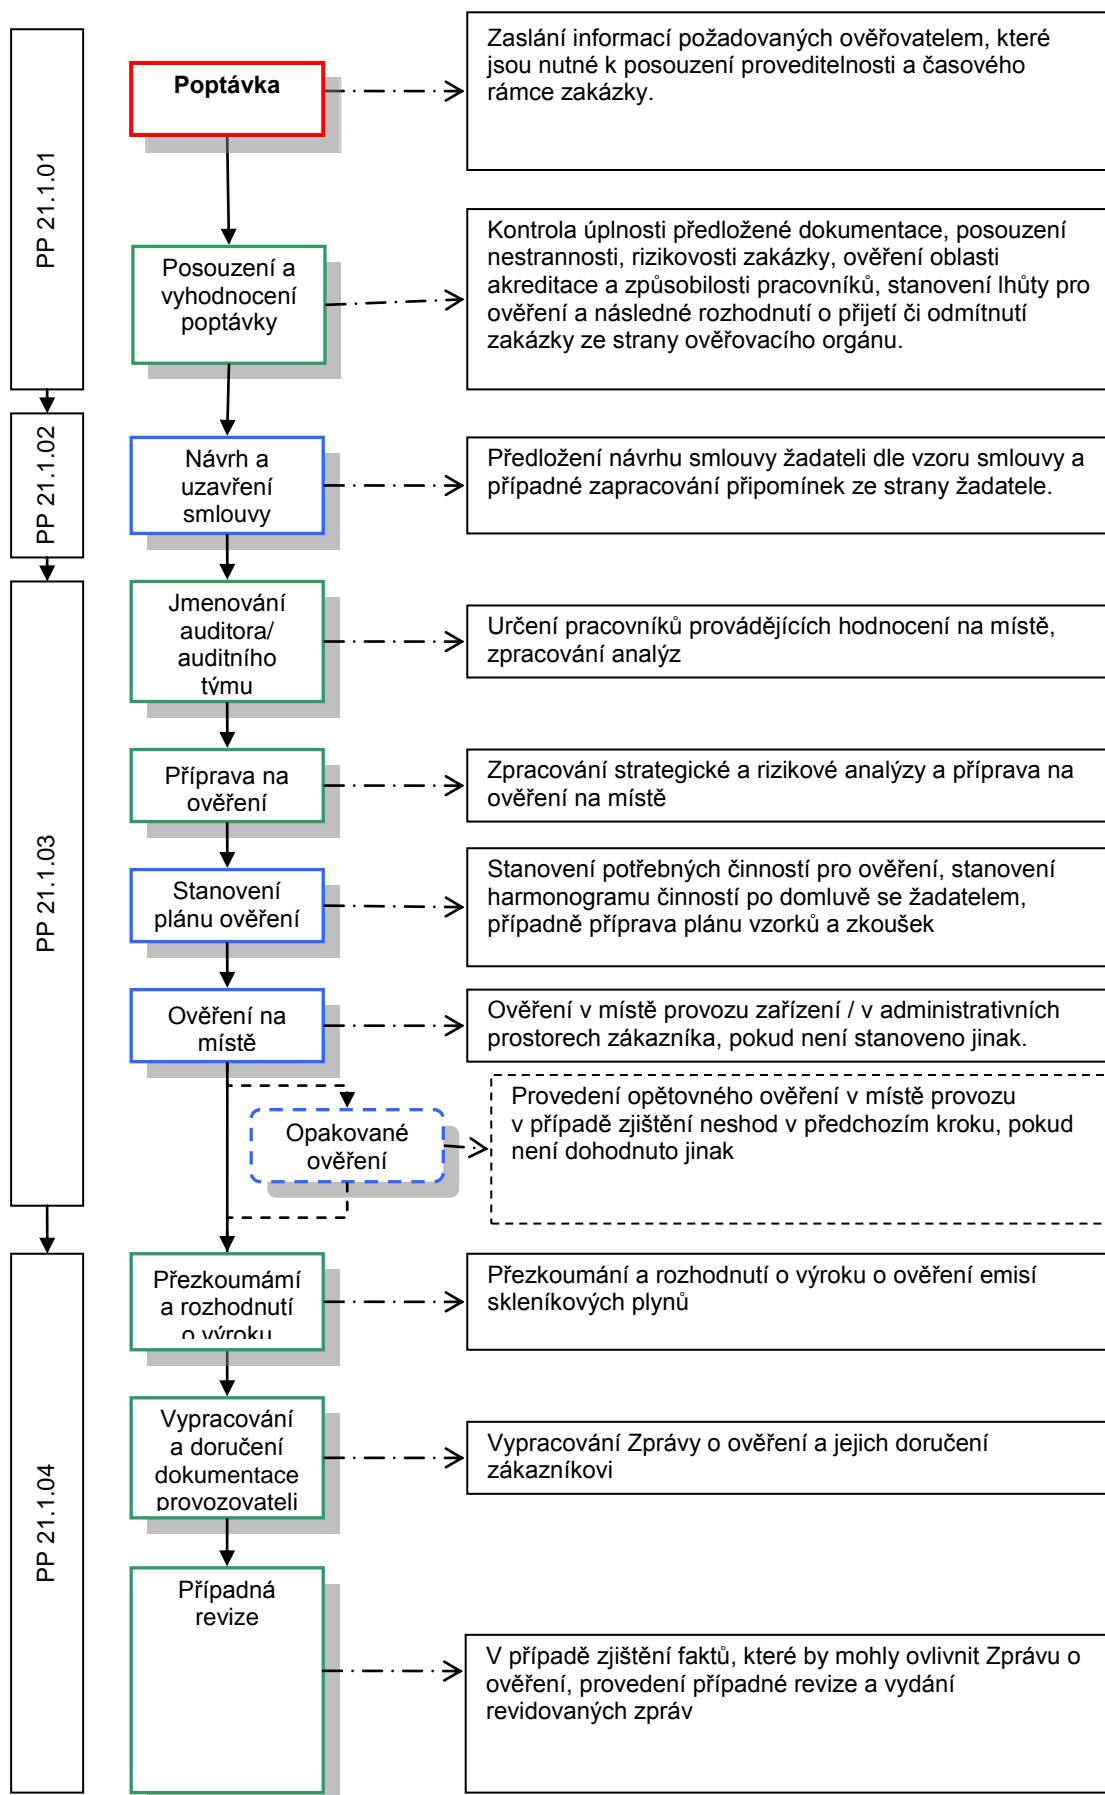 PP 21.1.01
Poptávka
Zaslání informací požadovaných ověřovatelem, které
jsou nutné k posouzení proveditelnosti a časového
rámce zakázky.
Posouzení a
vyhodnocení
poptávky
Kontrola úplnosti předložené dokumentace, posouzení
nestrannosti, rizikovosti zakázky, ověření oblasti
akreditace a způsobilosti pracovníků, stanovení lhůty pro
ověření a následné rozhodnutí o přijetí či odmítnutí
zakázky ze strany ověřovacího orgánu.
PP 21.1.02
Návrh a
uzavření
smlouvy
Předložení návrhu smlouvy žadateli dle vzoru smlouvy a
případné zapracování připomínek ze strany žadatele.
PP 21.1.03
Jmenování
auditora/
auditního
týmu
Určení pracovníků provádějících hodnocení na místě,
zpracování analýz
Příprava na
ověření
Zpracování strategické a rizikové analýzy a příprava na
ověření na místě
Stanovení
plánu ověření
Stanovení potřebných činností pro ověření, stanovení
harmonogramu činností po domluvě se žadatelem,
případně příprava plánu vzorků a zkoušek
Ověření na
místě
Ověření v místě provozu zařízení / v administrativních
prostorech zákazníka, pokud není stanoveno jinak.
Opakované
ověření
Provedení opětovného ověření v místě provozu
v případě zjištění neshod v předchozím kroku, pokud
není dohodnuto jinak
PP 21.1.04
Přezkoumámí
a rozhodnutí
o výroku
Přezkoumání a rozhodnutí o výroku o ověření emisí
skleníkových plynů
Vypracování
a doručení
dokumentace
provozovateli
Vypracování Zprávy o ověření a jejich doručení
zákazníkovi
Případná
revize
V případě zjištění faktů, které by mohly ovlivnit Zprávu o
ověření, provedení případné revize a vydání
revidovaných zpráv